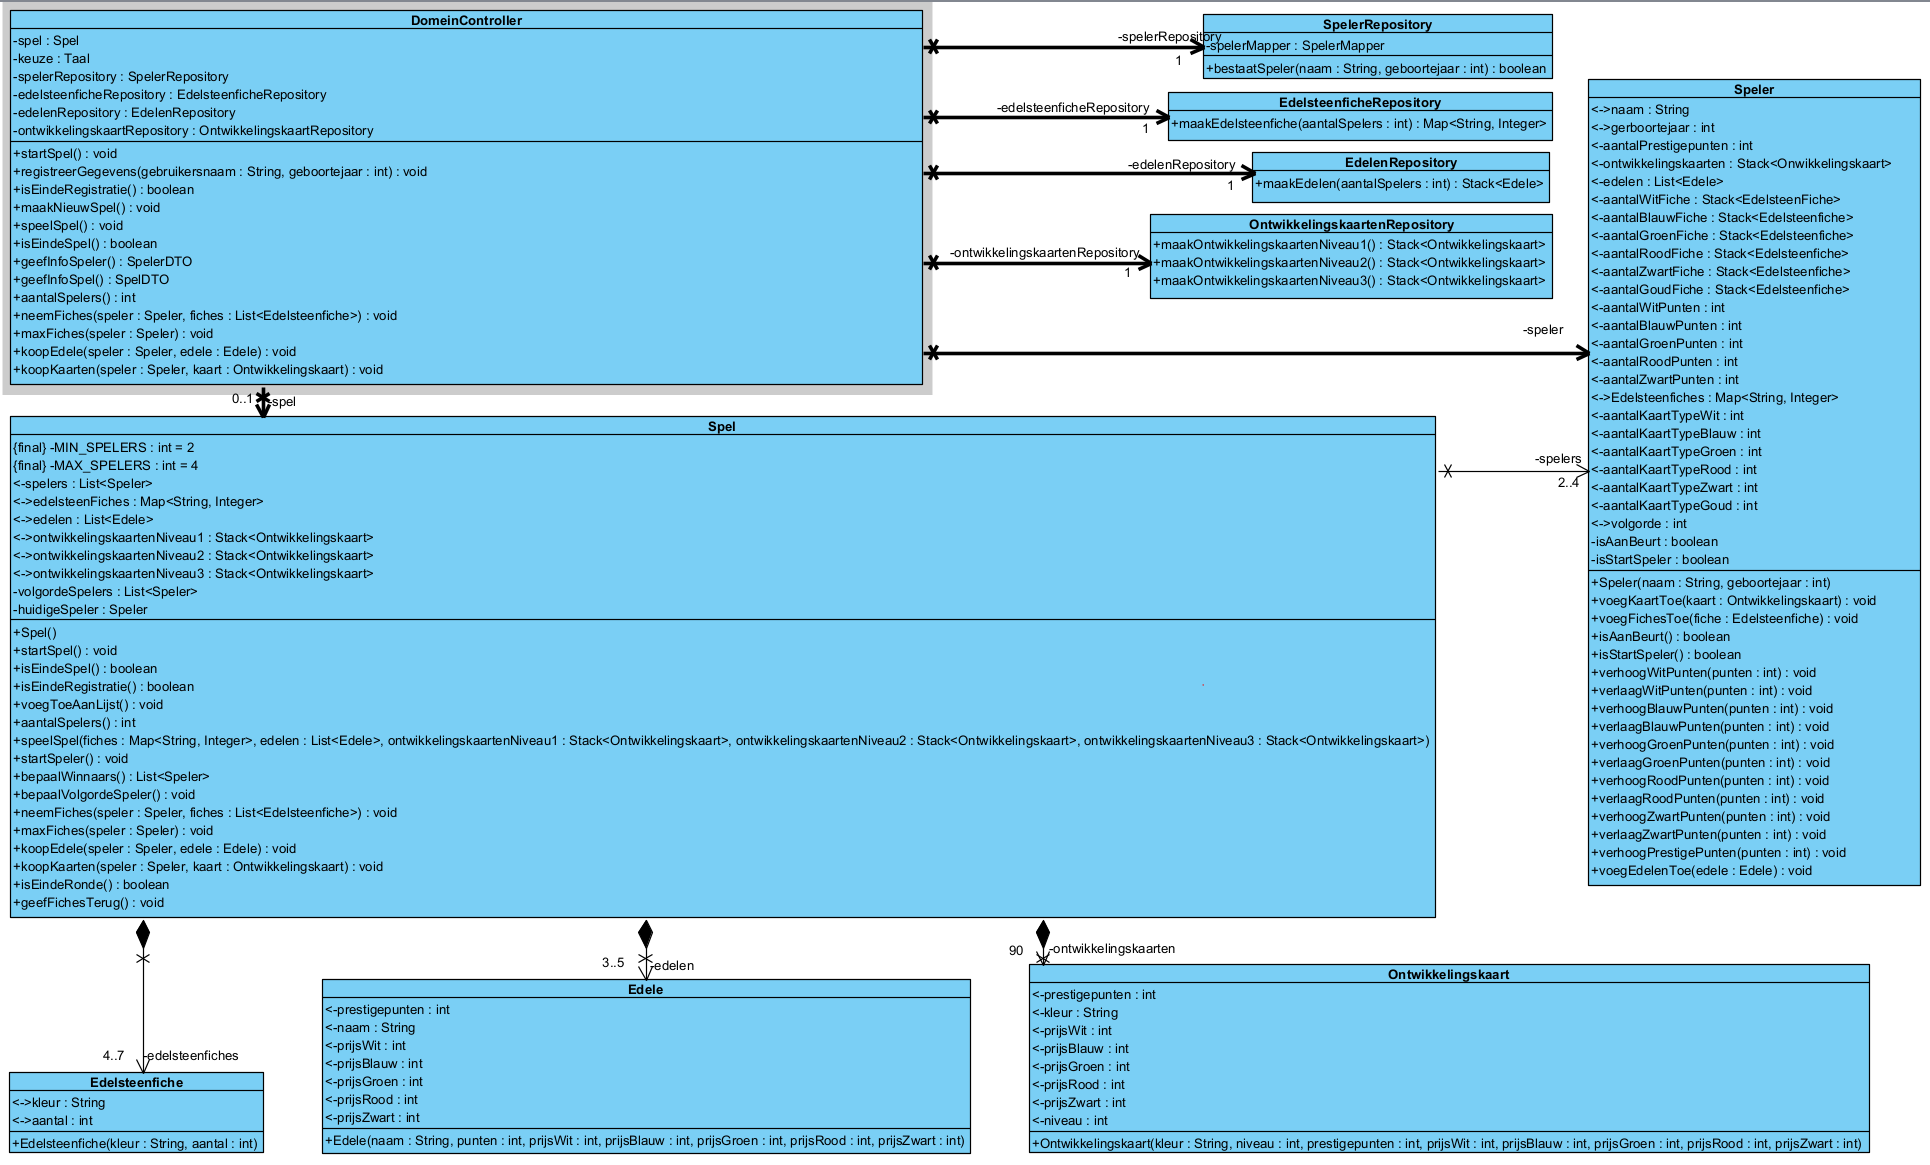 DomeinController
-spel : Spel
-keuze : Taal
-spelerRepository : SpelerRepository
-edelsteenficheRepository : EdelsteenficheRepository
-edelenRepository : EdelenRepository
-ontwikkelingskaartRepository : OntwikkelingskaartRepository
+startSpel() : void
+registreerGegevens(gebruikersnaam : String, geboortejaar : int) : void
+isEindeRegistratie() : boolean
+maakNieuwSpel() : void
+speelSpel() : void
+isEindeSpel() : boolean
+geefInfoSpeler() : SpelerDTO
+geefInfoSpel() : SpelDTO
+aantalSpelers() : int
+neemFiches(speler : Speler, fiches : List<Edelsteenfiche>) : void
+maxFiches(speler : Speler) : void
+koopEdele(speler : Speler, edele : Edele) : void
+koopKaarten(speler : Speler, kaart : Ontwikkelingskaart) : void
-spelerRepository
1
SpelerRepository
-spelerMapper : SpelerMapper
+bestaatSpeler(naam : String, geboortejaar : int) : boolean
-edelsteenficheRepository
1
EdelsteenficheRepository
+maakEdelsteenfiche(aantalSpelers : int) : Map<String, Integer>
-edelenRepository
1
EdelenRepository
+maakEdelen(aantalSpelers : int) : Stack<Edele>
-ontwikkelingskaartenRepository
1
OntwikkelingskaartenRepository
+maakOntwikkelingskaartenNiveau1() : Stack<Ontwikkelingskaart>
+maakOntwikkelingskaartenNiveau2() : Stack<Ontwikkelingskaart>
+maakOntwikkelingskaartenNiveau3() : Stack<Ontwikkelingskaart>
-speler
Speler
<->naam : String
<->gerboortejaar : int
<-aantalPrestigepunten : int
<-ontwikkelingskaarten : Stack<Onwikkelingskaart>
<-edelen : List<Edele>
<-aantalWitFiche : Stack<EdelsteenFiche>
<-aantalBlauwFiche : Stack<Edelsteenfiche>
<-aantalGroenFiche : Stack<Edelsteenfiche>
<-aantalRoodFiche : Stack<Edelsteenfiche>
<-aantalZwartFiche : Stack<Edelsteenfiche>
<-aantalGoudFiche : Stack<Edelsteenfiche>
<-aantalWitPunten : int
<-aantalBlauwPunten : int
<-aantalGroenPunten : int
<-aantalRoodPunten : int
<-aantalZwartPunten : int
<->Edelsteenfiches : Map<String, Integer>
<-aantalKaartTypeWit : int
<-aantalKaartTypeBlauw : int
<-aantalKaartTypeGroen : int
<-aantalKaartTypeRood : int
<-aantalKaartTypeZwart : int
<-aantalKaartTypeGoud : int
<->volgorde : int
-isAanBeurt : boolean
-isStartSpeler : boolean
+Speler(naam : String, geboortejaar : int)
+voegKaartToe(kaart : Ontwikkelingskaart) : void
+voegFichesToe(fiche : Edelsteenfiche) : void
+isAanBeurt() : boolean
+isStartSpeler() : boolean
+verhoogWitPunten(punten : int) : void
+verlaagWitPunten(punten : int) : void
+verhoogBlauwPunten(punten : int) : void
+verlaagBlauwPunten(punten : int) : void
+verhoogGroenPunten(punten : int) : void
+verlaagGroenPunten(punten : int) : void
+verhoogRoodPunten(punten : int) : void
+verlaagRoodPunten(punten : int) : void
+verhoogZwartPunten(punten : int) : void
+verlaagZwartPunten(punten : int) : void
+verhoogPrestigePunten(punten : int) : void
+voegEdelenToe(edele : Edele) : void
0..1
-spel
Spel
{final} -MIN_SPELERS : int = 2
{final} -MAX_SPELERS : int = 4
<-spelers : List<Speler>
<->edelsteenFiches : Map<String, Integer>
<->edelen : List<Edele>
<->ontwikkelingskaartenNiveau1 : Stack<Ontwikkelingskaart>
<->ontwikkelingskaartenNiveau2 : Stack<Ontwikkelingskaart>
<->ontwikkelingskaartenNiveau3 : Stack<Ontwikkelingskaart>
-volgordeSpelers : List<Speler>
-huidigeSpeler : Speler
+Spel()
+startSpel() : void
+isEindeSpel() : boolean
+isEindeRegistratie() : boolean
+voegToeAanLijst() : void
+aantalSpelers() : int
+speelSpel(fiches : Map<String, Integer>, edelen : List<Edele>, ontwikkelingskaartenNiveau1 : Stack<Ontwikkelingskaart>, ontwikkelingskaartenNiveau2 : Stack<Ontwikkelingskaart>, ontwikkelingskaartenNiveau3 : Stack<Ontwikkelingskaart>)
+startSpeler() : void
+bepaalWinnaars() : List<Speler>
+bepaalVolgordeSpeler() : void
+neemFiches(speler : Speler, fiches : List<Edelsteenfiche>) : void
+maxFiches(speler : Speler) : void
+koopEdele(speler : Speler, edele : Edele) : void
+koopKaarten(speler : Speler, kaart : Ontwikkelingskaart) : void
+isEindeRonde() : boolean
+geefFichesTerug() : void
-spelers
2..4
4..7
-edelsteenfiches
Edelsteenfiche
<->kleur : String
<->aantal : int
+Edelsteenfiche(kleur : String, aantal : int)
3..5
-edelen
Edele
<-prestigepunten : int
<-naam : String
<-prijsWit : int
<-prijsBlauw : int
<-prijsGroen : int
<-prijsRood : int
<-prijsZwart : int
+Edele(naam : String, punten : int, prijsWit : int, prijsBlauw : int, prijsGroen : int, prijsRood : int, prijsZwart : int)
90
-ontwikkelingskaarten
Ontwikkelingskaart
<-prestigepunten : int
<-kleur : String
<-prijsWit : int
<-prijsBlauw : int
<-prijsGroen : int
<-prijsRood : int
<-prijsZwart : int
<-niveau : int
+Ontwikkelingskaart(kleur : String, niveau : int, prestigepunten : int, prijsWit : int, prijsBlauw : int, prijsGroen : int, prijsRood : int, prijsZwart : int)